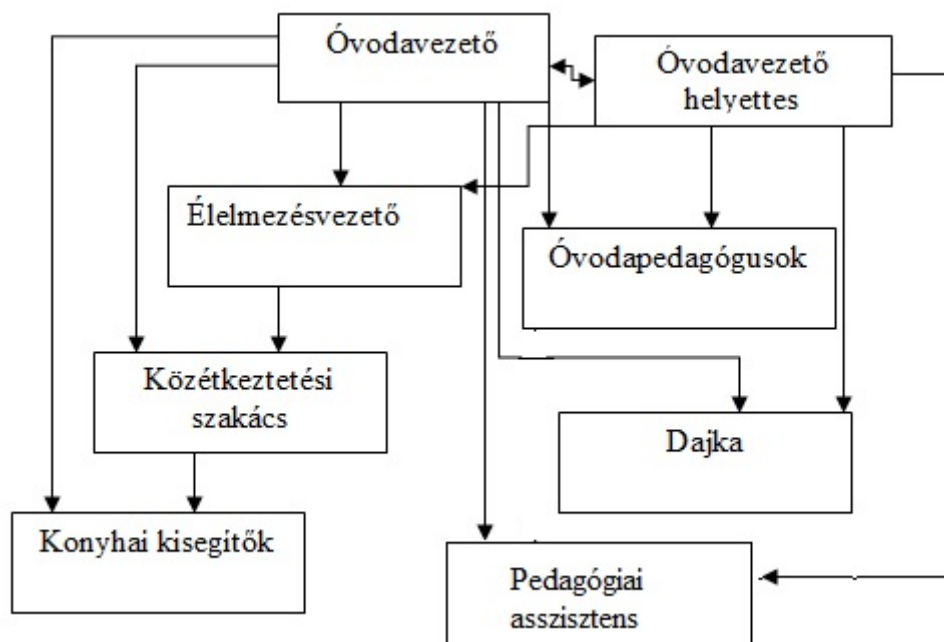 Óvodavezető
Óvodavezető
helyettes
Élelmezésvezető
Óvodapedagógusok
Közétkeztetési
szakács
Dajka
Konyhai kisegítők
Pedagógiai
asszisztens